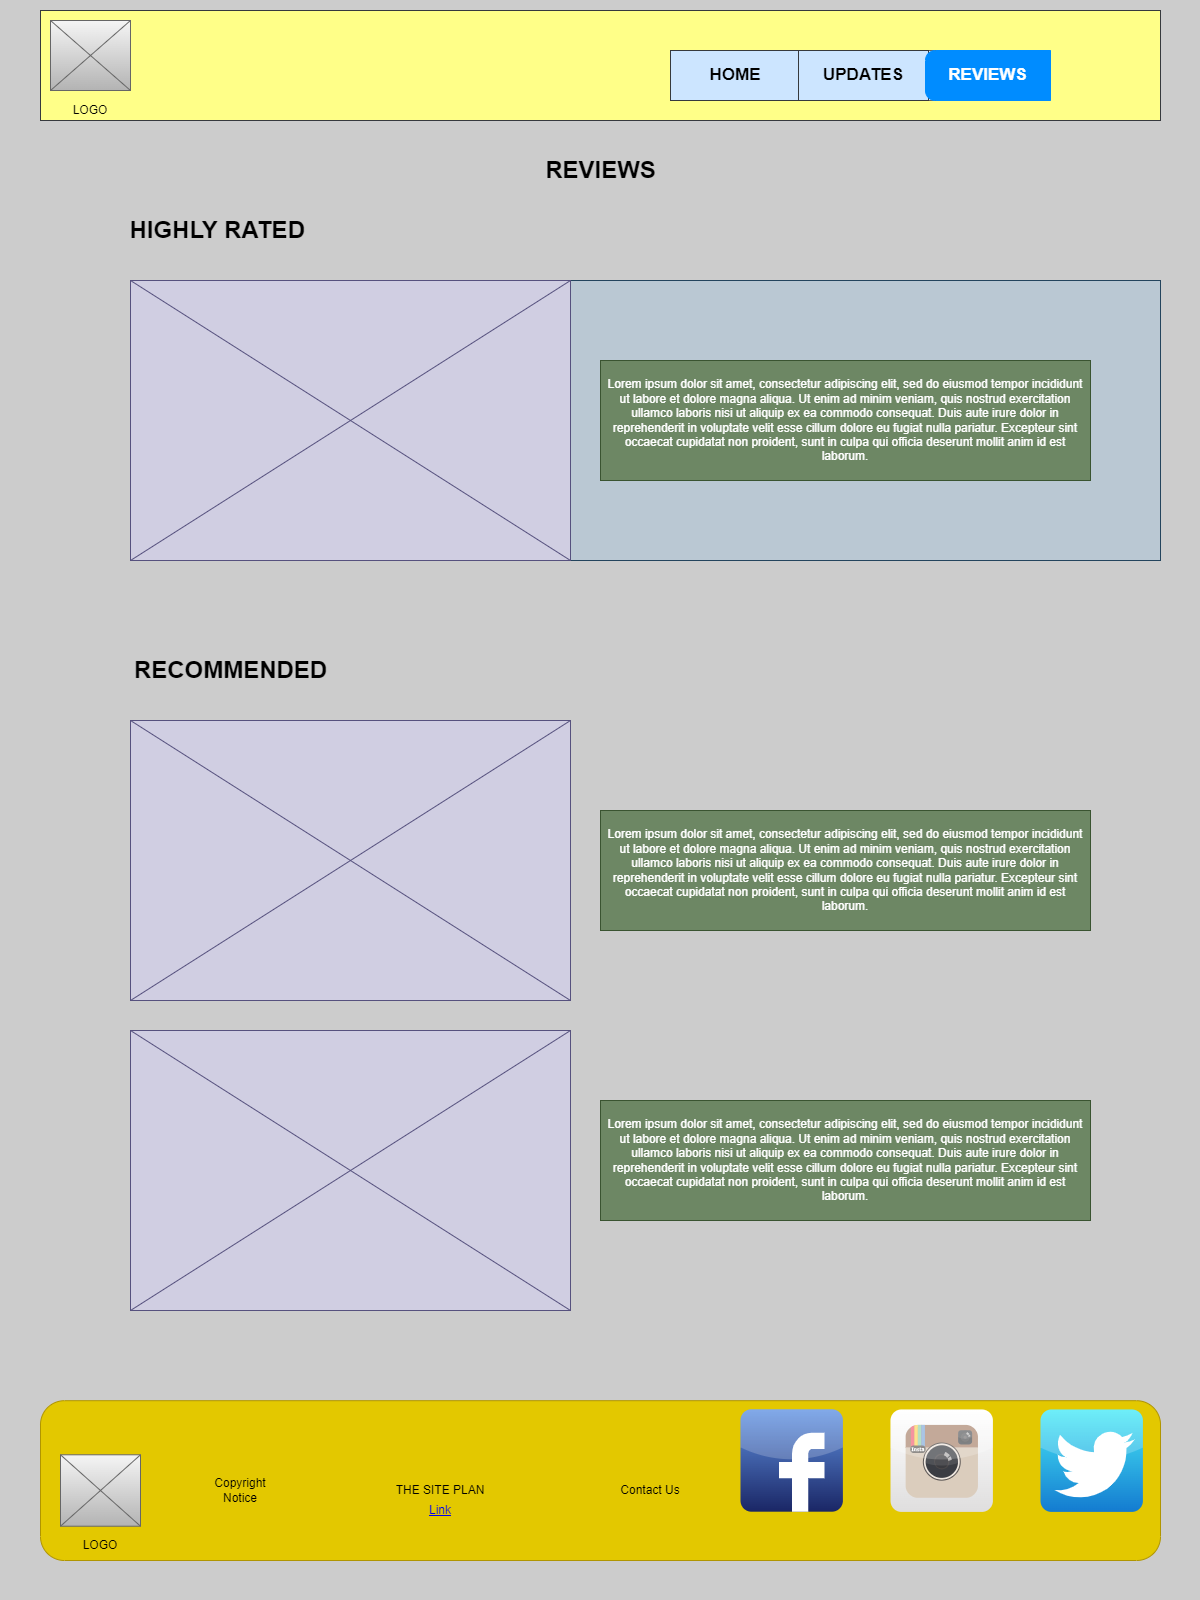 HOME UPDATES REVIEWS
LOGO
REVIEWS
HIGHLY RATED
Lorem ipsum dolor sit amet, consectetur adipiscing elit, sed do eiusmod tempor incididunt
ut labore et dolore magna aliqua. Ut enim ad minim veniam, quis nostrud exercitation
ullamco laboris nisi ut aliquip ex ea commodo consequat. Duis aute irure dolor in
reprehenderit in voluptate velit esse cillum dolore eu fugiat nulla pariatur. Excepteur sint
occaecat cupidatat non proident, sunt in culpa qui officia deserunt mollit anim id est
laborum.
RECOMMENDED
Lorem ipsum dolor sit amet, consectetur adipiscing elit, sed do eiusmod tempor incididunt
ut labore et dolore magna aliqua. Ut enim ad minim veniam, quis nostrud exercitation
ullamco laboris nisi ut aliquip ex ea commodo consequat. Duis aute irure dolor in
reprehenderit in voluptate velit esse cillum dolore eu fugiat nulla pariatur. Excepteur sint
occaecat cupidatat non proident, sunt in culpa qui officia deserunt mollit anim id est
laborum.
Lorem ipsum dolor sit amet, consectetur adipiscing elit, sed do eiusmod tempor incididunt
ut labore et dolore magna aliqua. Ut enim ad minim veniam, quis nostrud exercitation
ullamco laboris nisi ut aliquip ex ea commodo consequat. Duis aute irure dolor in
reprehenderit in voluptate velit esse cillum dolore eu fugiat nulla pariatur. Excepteur sint
occaecat cupidatat non proident, sunt in culpa qui officia deserunt mollit anim id est
laborum.
LOGO
Copyright
Notice
THE SITE PLAN
Link
Contact Us
f
Insta